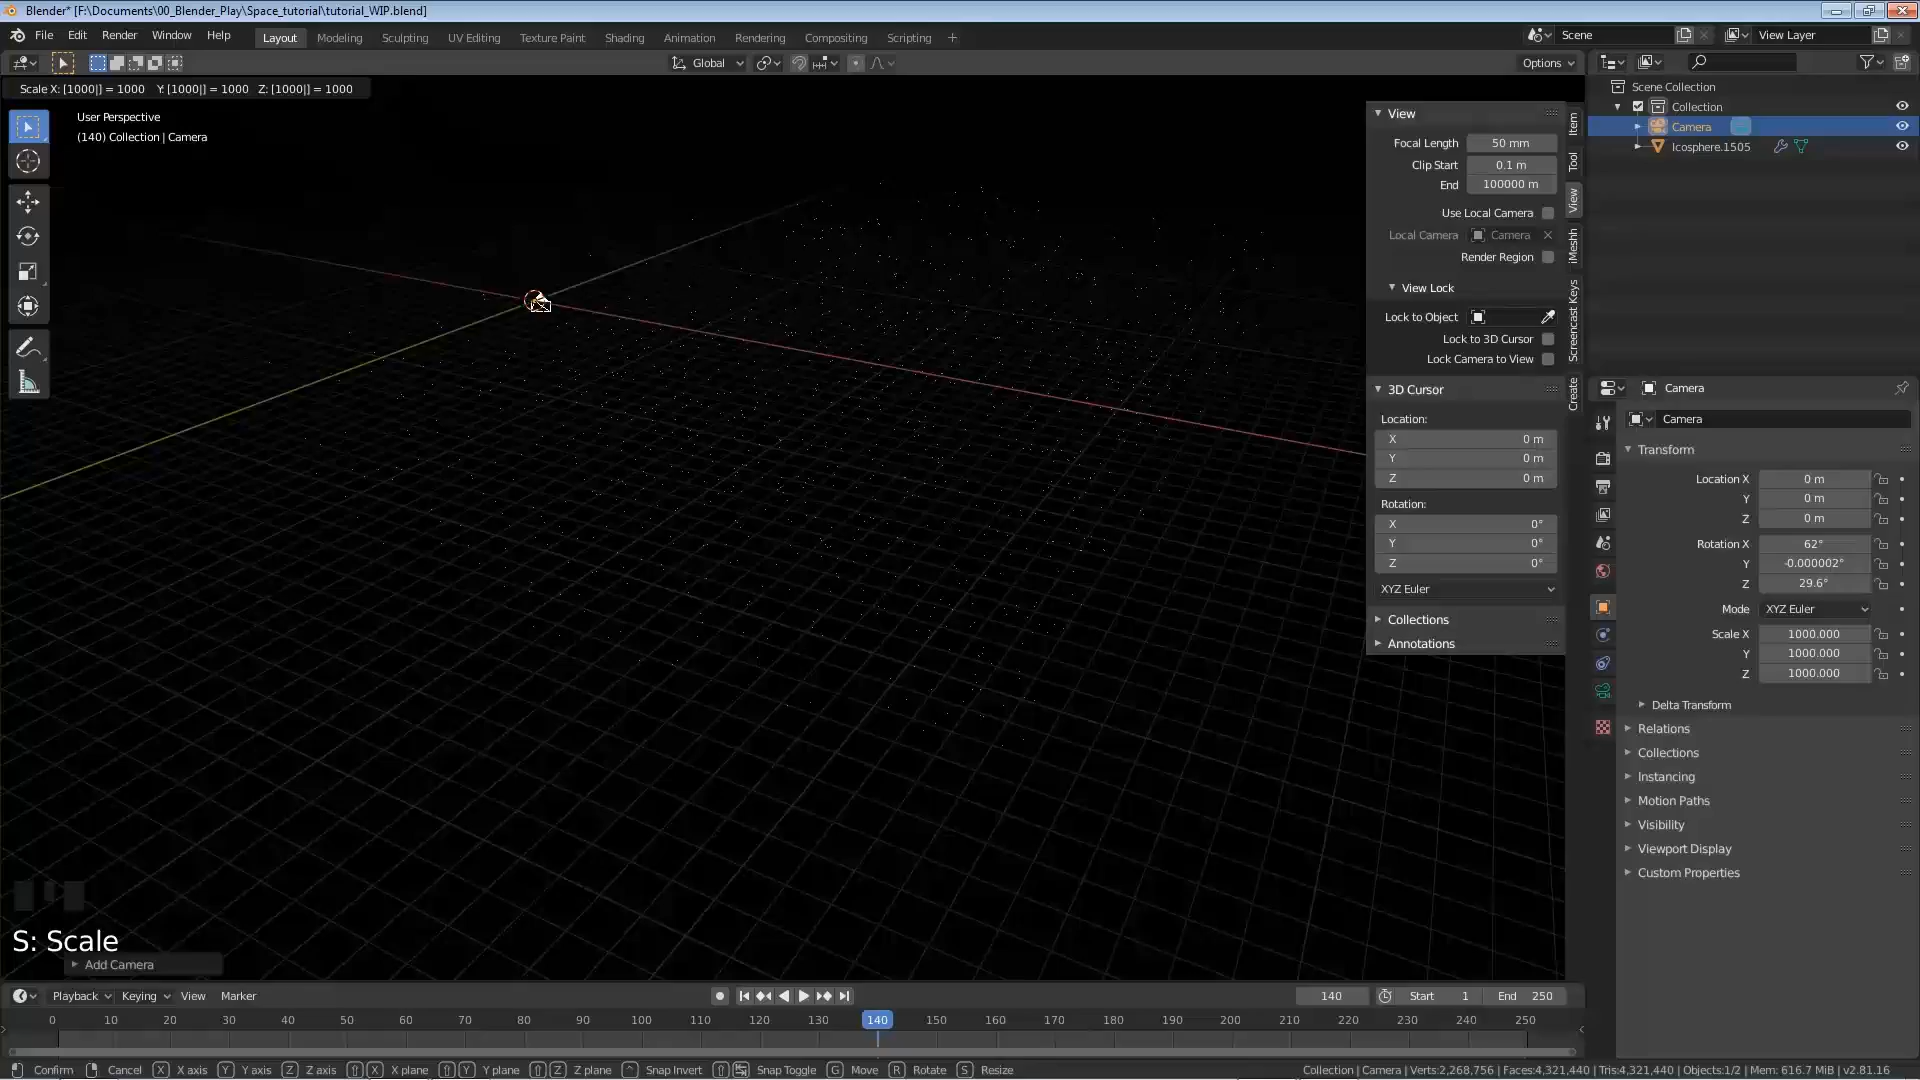 Blender* [F:\Documents\00_Blender_Play\Space_tutorial\tutorial_WIP.blend]
File Edit Render Window Help
Layout Modeling Sculpting UV Editing Texture Paint Shading Animation Rendering Compositing Scripting
Scene View Layer
Global Options
Scale X: [1000|] = 1000 Y: [1000|] = 1000 Z: [1000|] = 1000
User Perspective
(140) Collection | Camera
View
Focal Length 50 mm
Clip Start 0.1 m
End 100000 m
Use Local Camera
Local Camera Camera
Render Region
View Lock
Lock to Object
Lock to 3D Cursor
Lock Camera to View
3D Cursor
Location:
X 0 m
Y 0 m
Z 0 m
Rotation:
X 0°
Y 0°
Z 0°
XYZ Euler
Collections
Annotations
Item
Tool
View
iMeshh
Screencast Keys
Create
Scene Collection
Collection
Camera
Icosphere.1505
Camera
Camera
Transform
Location X 0 m
Y 0 m
Z 0 m
Rotation X 62°
Y -0.000002°
Z 29.6°
Mode XYZ Euler
Scale X 1000.000
Y 1000.000
Z 1000.000
Delta Transform
Relations
Collections
Instancing
Motion Paths
Visibility
Viewport Display
Custom Properties
S: Scale
Add Camera
Playback Keying View Marker
140 Start 1 End 250
0 10 20 30 40 50 60 70 80 90 100 110 120 130 140 150 160 170 180 190 200 210 220 230 240 250
Confirm Cancel X X axis Y Y axis Z Z axis X X plane Y Y plane Z Z plane Snap Invert Snap Toggle G Move R Rotate S Resize
Collection | Camera | Verts:2,268,756 | Faces:4,321,440 | Tris:4,321,440 | Objects:1/2 | Mem: 616.7 MiB | v2.81.16